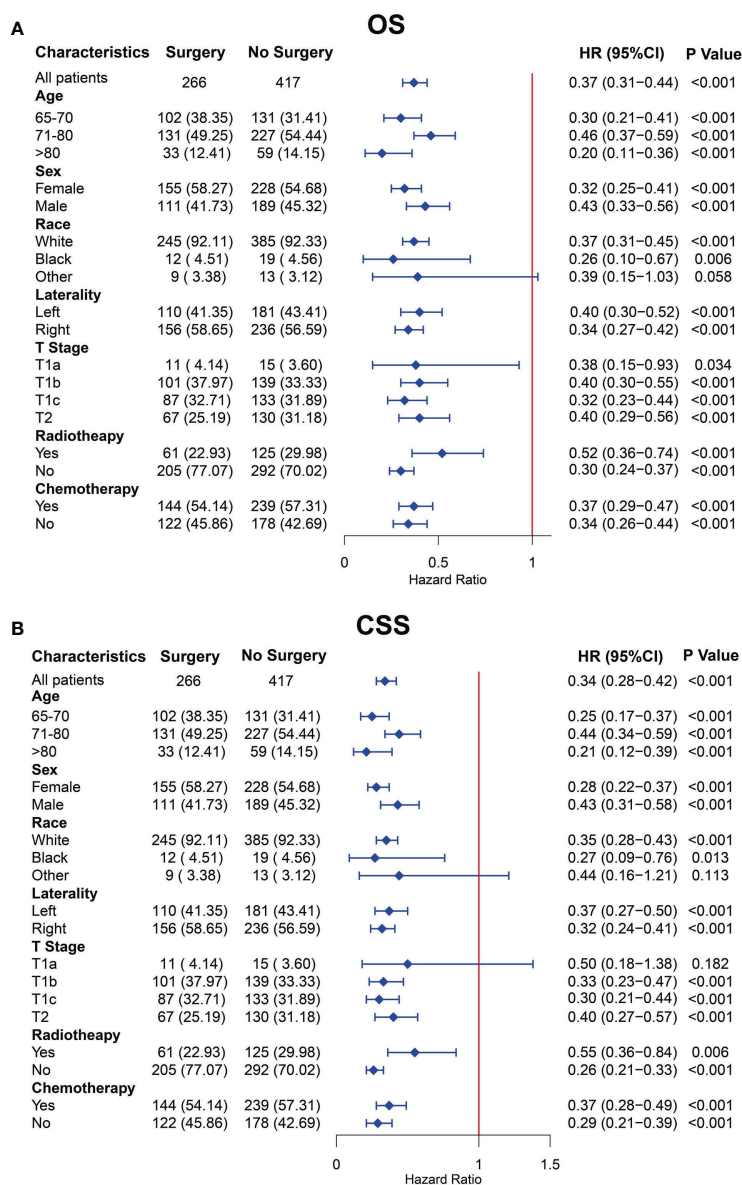 A
OS
Characteristics Surgery No Surgery HR (95%CI) P Value
All patients 266 417 0.37 (0.31−0.44) <0.001
Age
65-70 102 (38.35) 131 (31.41) 0.30 (0.21−0.41) <0.001
71-80 131 (49.25) 227 (54.44) 0.46 (0.37−0.59) <0.001
>80 33 (12.41) 59 (14.15) 0.20 (0.11−0.36) <0.001
Sex
Female 155 (58.27) 228 (54.68) 0.32 (0.25−0.41) <0.001
Male 111 (41.73) 189 (45.32) 0.43 (0.33−0.56) <0.001
Race
White 245 (92.11) 385 (92.33) 0.37 (0.31−0.45) <0.001
Black 12 ( 4.51) 19 ( 4.56) 0.26 (0.10−0.67) 0.006
Other 9 ( 3.38) 13 ( 3.12) 0.39 (0.15−1.03) 0.058
Laterality
Left 110 (41.35) 181 (43.41) 0.40 (0.30−0.52) <0.001
Right 156 (58.65) 236 (56.59) 0.34 (0.27−0.42) <0.001
T Stage
T1a 11 ( 4.14) 15 ( 3.60) 0.38 (0.15−0.93) 0.034
T1b 101 (37.97) 139 (33.33) 0.40 (0.30−0.55) <0.001
T1c 87 (32.71) 133 (31.89) 0.32 (0.23−0.44) <0.001
T2 67 (25.19) 130 (31.18) 0.40 (0.29−0.56) <0.001
Radiotheapy
Yes 61 (22.93) 125 (29.98) 0.52 (0.36−0.74) <0.001
No 205 (77.07) 292 (70.02) 0.30 (0.24−0.37) <0.001
Chemotherapy
Yes 144 (54.14) 239 (57.31) 0.37 (0.29−0.47) <0.001
No 122 (45.86) 178 (42.69) 0.34 (0.26−0.44) <0.001
0 0.5 1
Hazard Ratio
B
CSS
Characteristics Surgery No Surgery HR (95%CI) P Value
All patients 266 417 0.34 (0.28−0.42) <0.001
Age
65-70 102 (38.35) 131 (31.41) 0.25 (0.17−0.37) <0.001
71-80 131 (49.25) 227 (54.44) 0.44 (0.34−0.59) <0.001
>80 33 (12.41) 59 (14.15) 0.21 (0.12−0.39) <0.001
Sex
Female 155 (58.27) 228 (54.68) 0.28 (0.22−0.37) <0.001
Male 111 (41.73) 189 (45.32) 0.43 (0.31−0.58) <0.001
Race
White 245 (92.11) 385 (92.33) 0.35 (0.28−0.43) <0.001
Black 12 ( 4.51) 19 ( 4.56) 0.27 (0.09−0.76) 0.013
Other 9 ( 3.38) 13 ( 3.12) 0.44 (0.16−1.21) 0.113
Laterality
Left 110 (41.35) 181 (43.41) 0.37 (0.27−0.50) <0.001
Right 156 (58.65) 236 (56.59) 0.32 (0.24−0.41) <0.001
T Stage
T1a 11 ( 4.14) 15 ( 3.60) 0.50 (0.18−1.38) 0.182
T1b 101 (37.97) 139 (33.33) 0.33 (0.23−0.47) <0.001
T1c 87 (32.71) 133 (31.89) 0.30 (0.21−0.44) <0.001
T2 67 (25.19) 130 (31.18) 0.40 (0.27−0.57) <0.001
Radiotheapy
Yes 61 (22.93) 125 (29.98) 0.55 (0.36−0.84) 0.006
No 205 (77.07) 292 (70.02) 0.26 (0.21−0.33) <0.001
Chemotherapy
Yes 144 (54.14) 239 (57.31) 0.37 (0.28−0.49) <0.001
No 122 (45.86) 178 (42.69) 0.29 (0.21−0.39) <0.001
0 1 1.5
Hazard Ratio